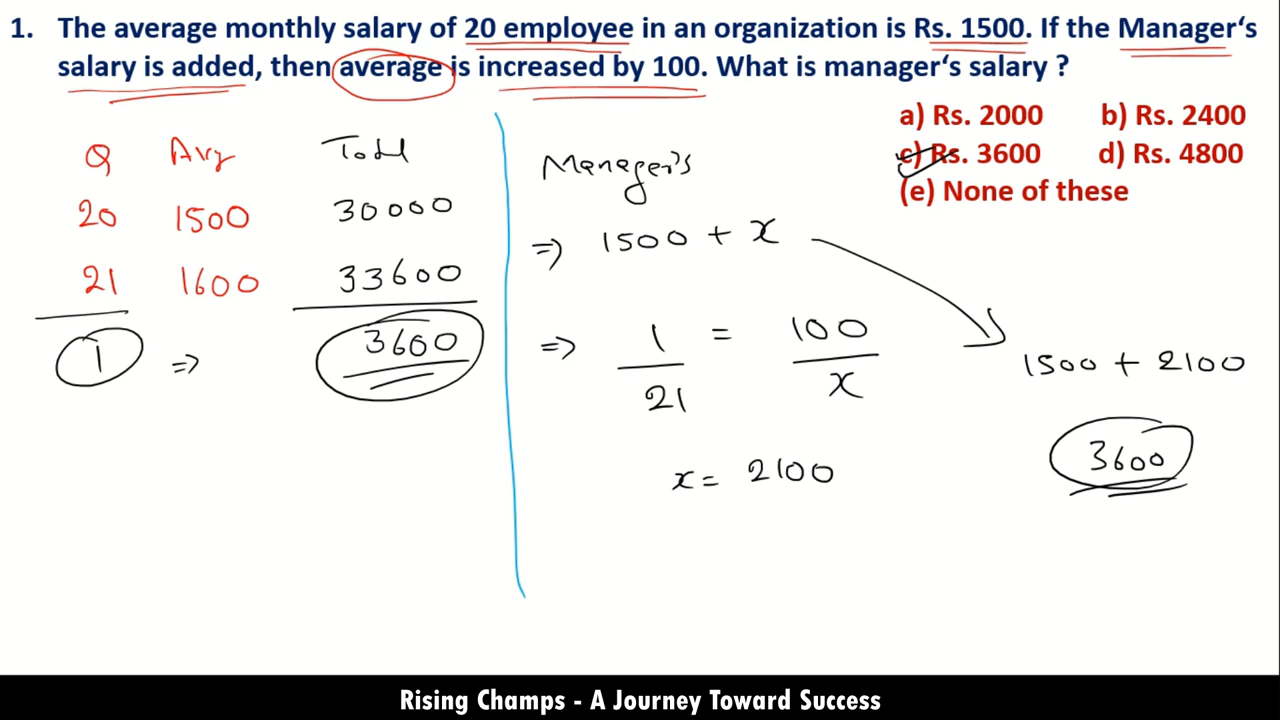 1. The average monthly salary of 20 employee in an organization is Rs. 1500. If the Manager‘s
salary is added, then average is increased by 100. What is manager‘s salary ?
a) Rs. 2000 b) Rs. 2400
c) Rs. 3600 d) Rs. 4800
(e) None of these
Q Avg Total
20 1500 30000
21 1600 33600
1 => 3600
Manager's
=> 1500 + x
=> 1/21 = 100/x
x = 2100
1500 + 2100
3600
Rising Champs - A Journey Toward Success